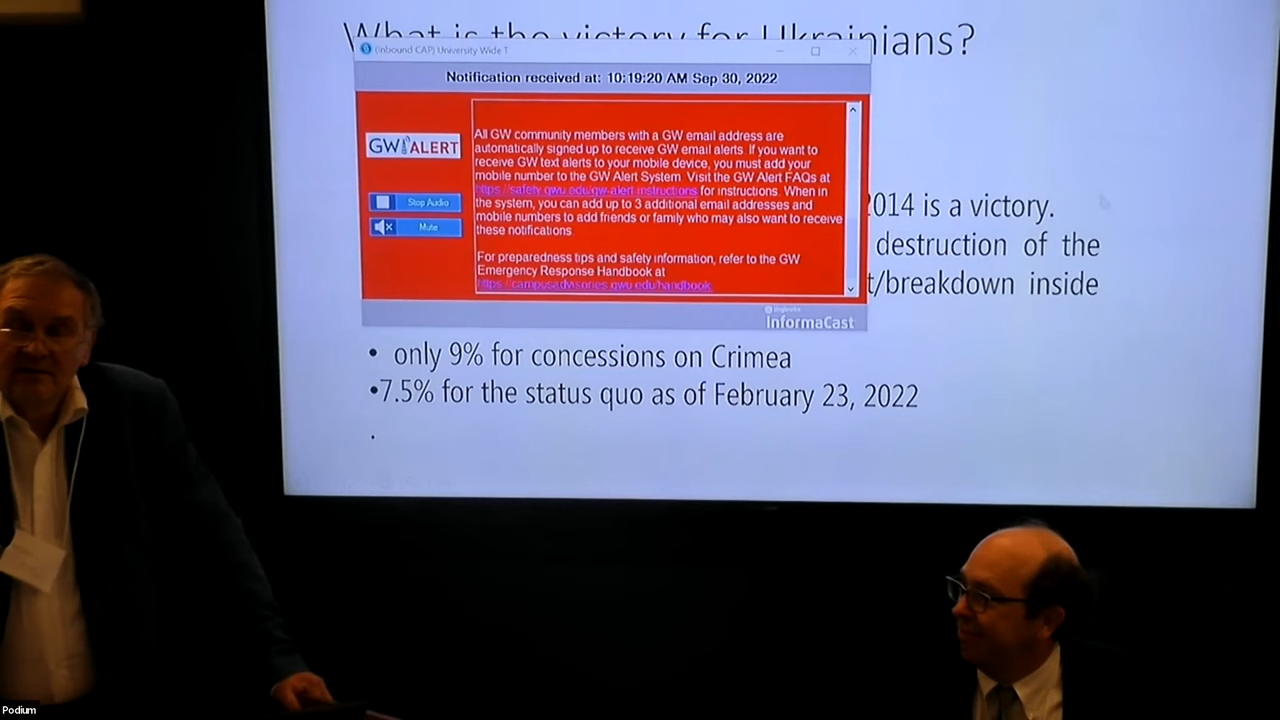 What is the victory for Ukrainians?
(Inbound CAP) University Wide T
Notification received at: 10:19:20 AM Sep 30, 2022
GW ALERT
Stop Audio
Mute
All GW community members with a GW email address are
automatically signed up to receive GW email alerts. If you want to
receive GW text alerts to your mobile device, you must add your
mobile number to the GW Alert System. Visit the GW Alert FAQs at
https://safety.gwu.edu/gw-alert-instructions for instructions. When in
the system, you can add up to 3 additional email addresses and
mobile numbers to add friends or family who may also want to receive
these notifications.
For preparedness tips and safety information, refer to the GW
Emergency Response Handbook at
https://campusadvisories.gwu.edu/handbook.
InformaCast
2014 is a victory.
destruction of the
t/breakdown inside
• only 9% for concessions on Crimea
•7.5% for the status quo as of February 23, 2022
.
Podium